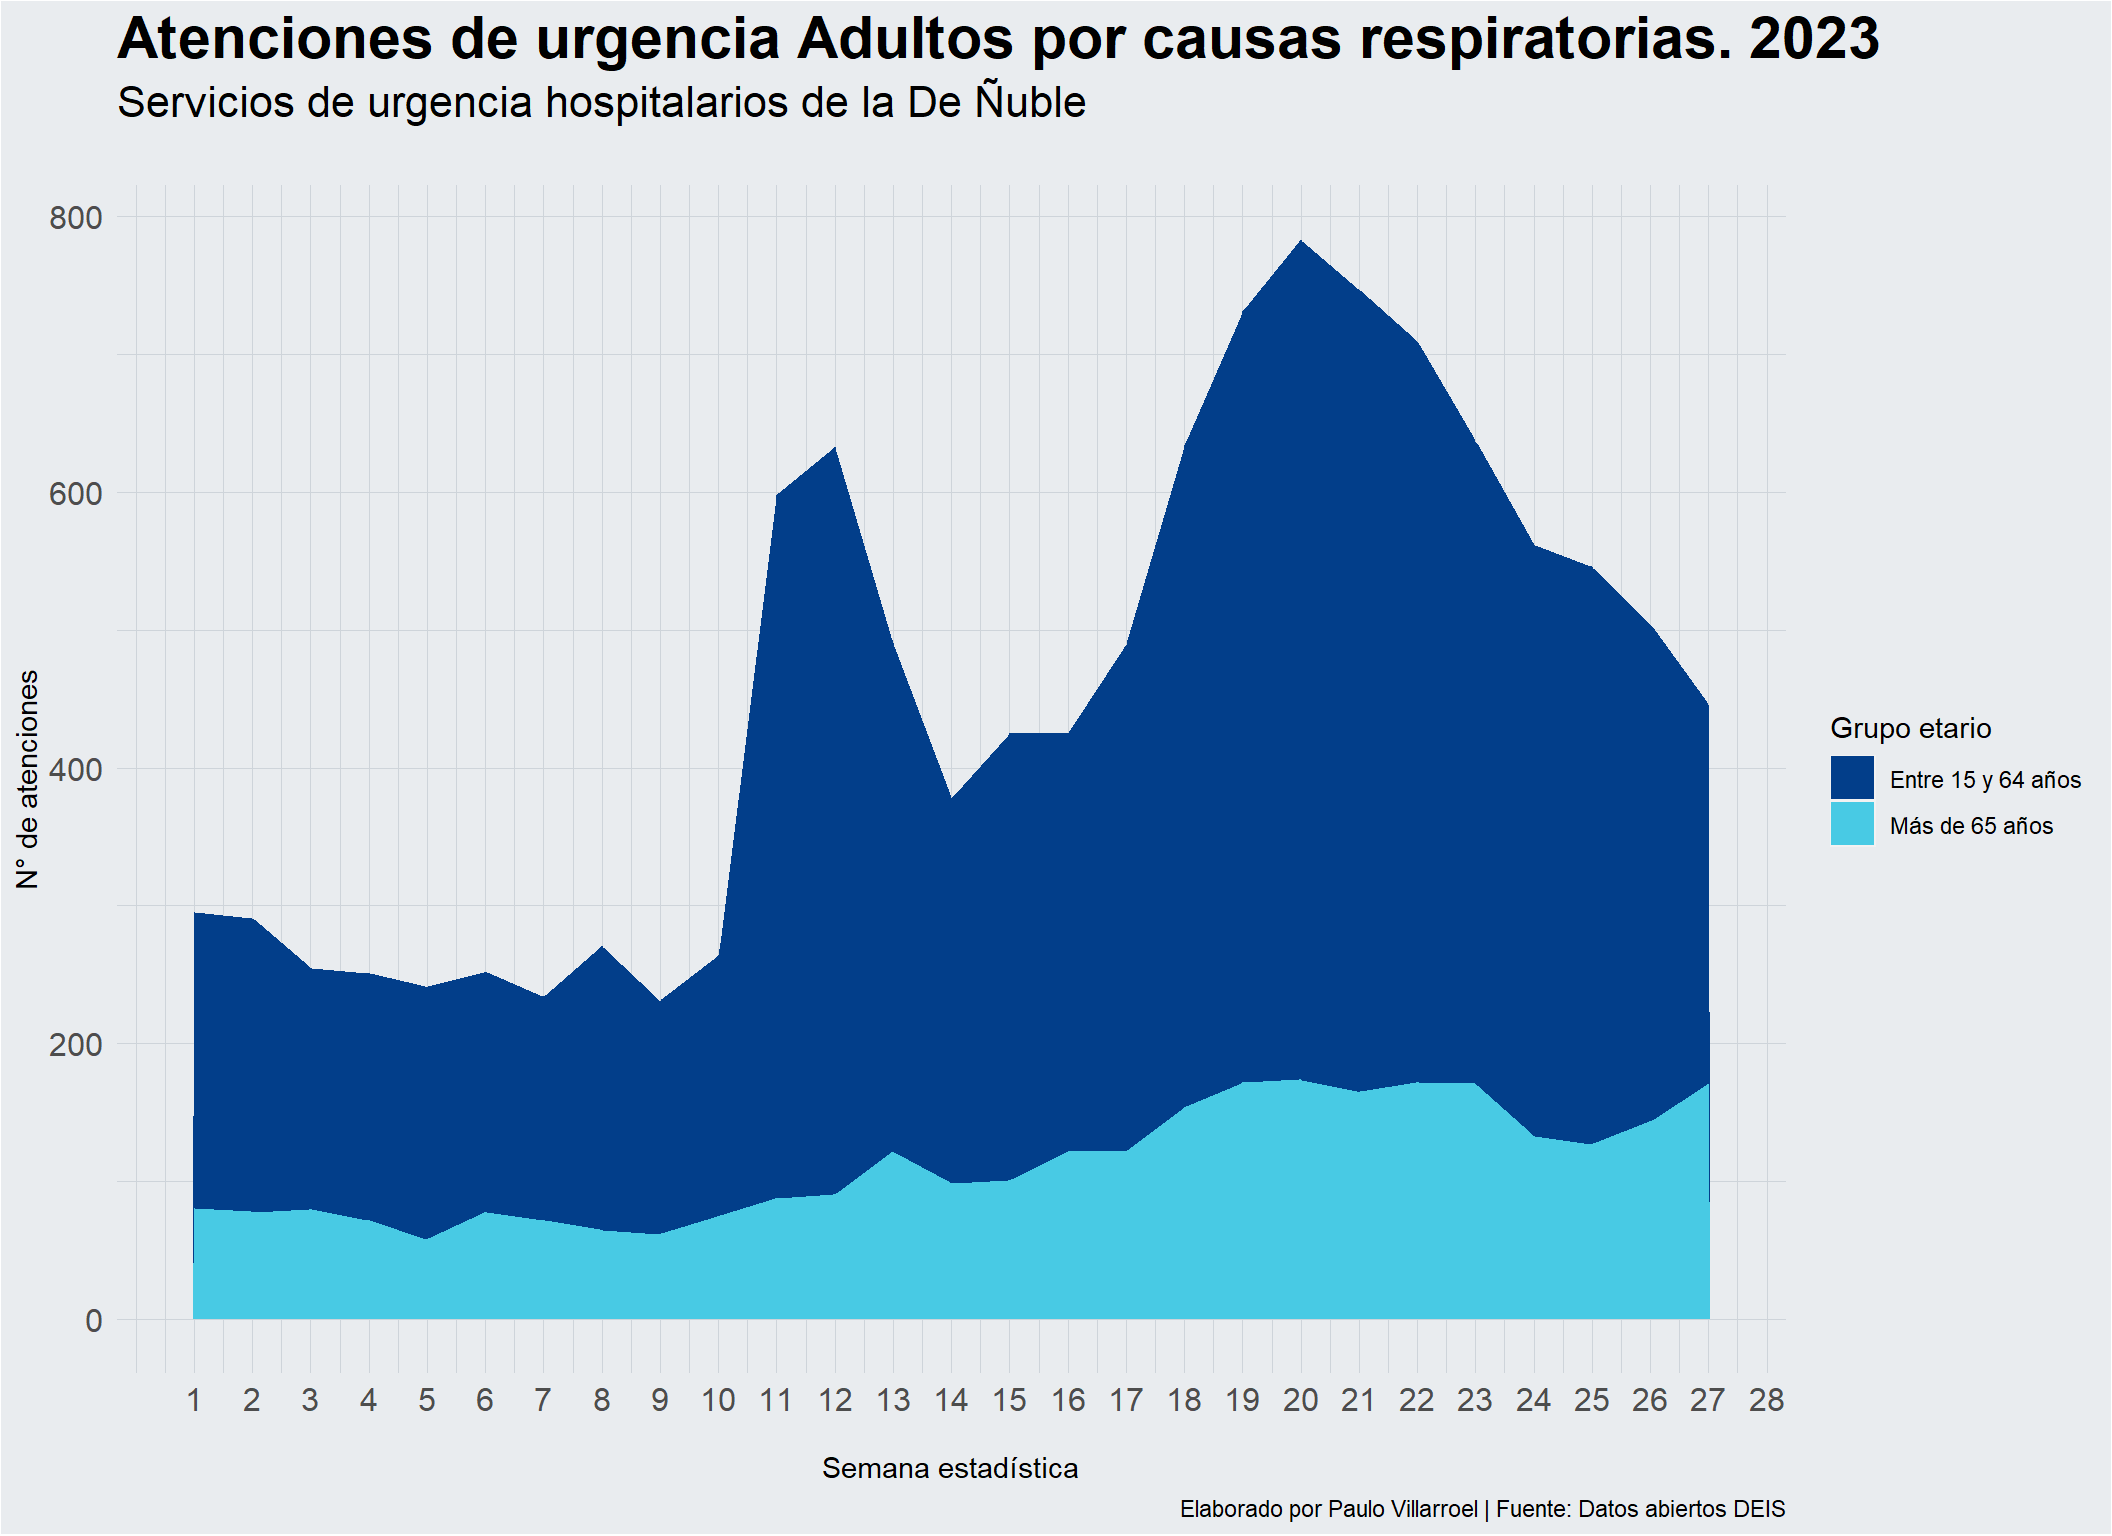 Atenciones de urgencia Adultos por causas respiratorias. 2023
Servicios de urgencia hospitalarios de la De Ñuble
800
600
400
200
0
N° de atenciones
1 2 3 4 5 6 7 8 9 10 11 12 13 14 15 16 17 18 19 20 21 22 23 24 25 26 27 28
Semana estadística
Grupo etario
Entre 15 y 64 años
Más de 65 años
Elaborado por Paulo Villarroel | Fuente: Datos abiertos DEIS